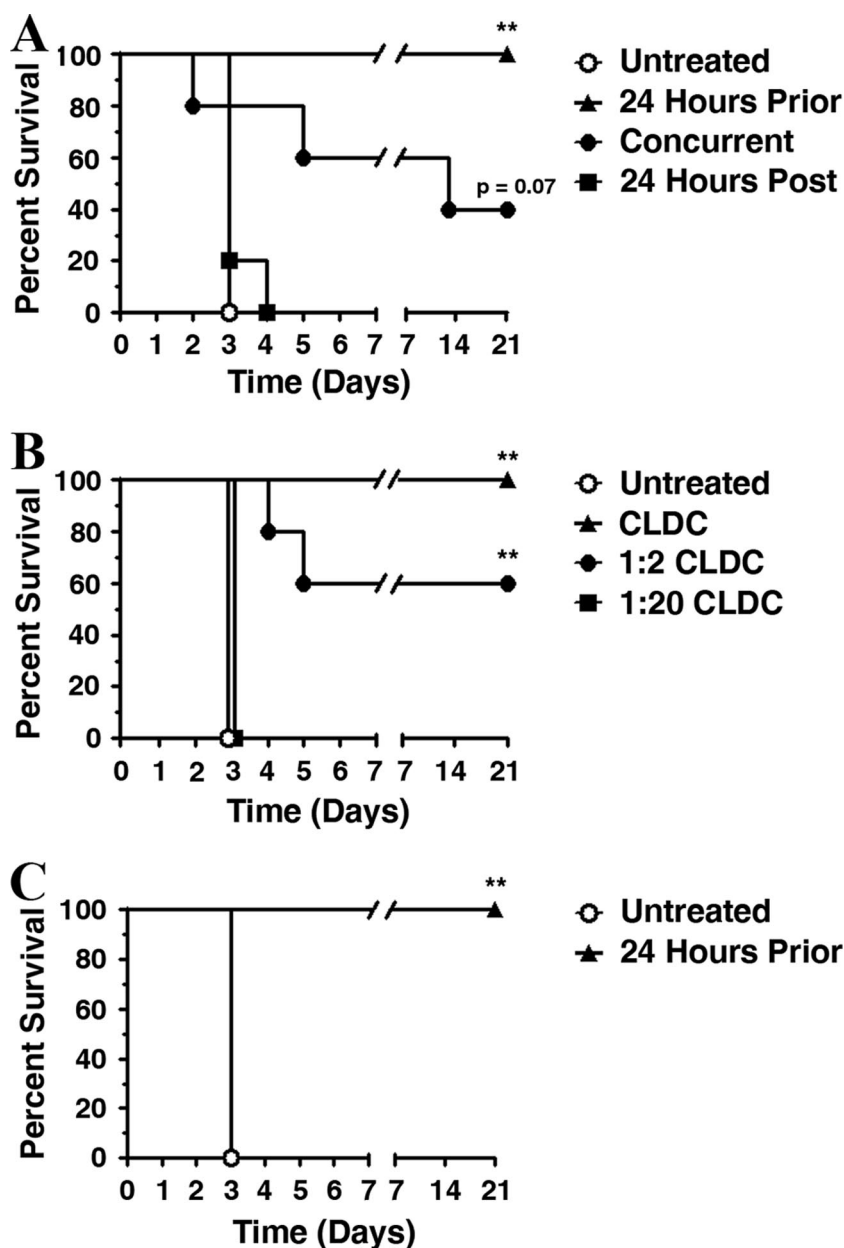 A
**
100
80
60
40
20
0
Percent Survival
p = 0.07
0 1 2 3 4 5 6 7 7 14 21
Time (Days)
Untreated
24 Hours Prior
Concurrent
24 Hours Post
B
**
**
100
80
60
40
20
0
Percent Survival
0 1 2 3 4 5 6 7 7 14 21
Time (Days)
Untreated
CLDC
1:2 CLDC
1:20 CLDC
C
**
100
80
60
40
20
0
Percent Survival
0 1 2 3 4 5 6 7 7 14 21
Time (Days)
Untreated
24 Hours Prior